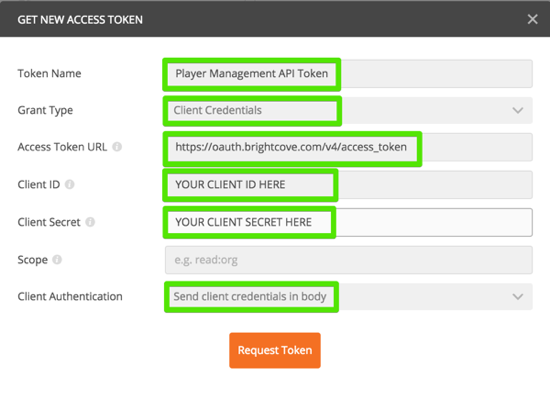 GET NEW ACCESS TOKEN
Token Name Player Management API Token
Grant Type Client Credentials
Access Token URL https://oauth.brightcove.com/v4/access_token
Client ID YOUR CLIENT ID HERE
Client Secret YOUR CLIENT SECRET HERE
Scope e.g. read:org
Client Authentication Send client credentials in body
Request Token